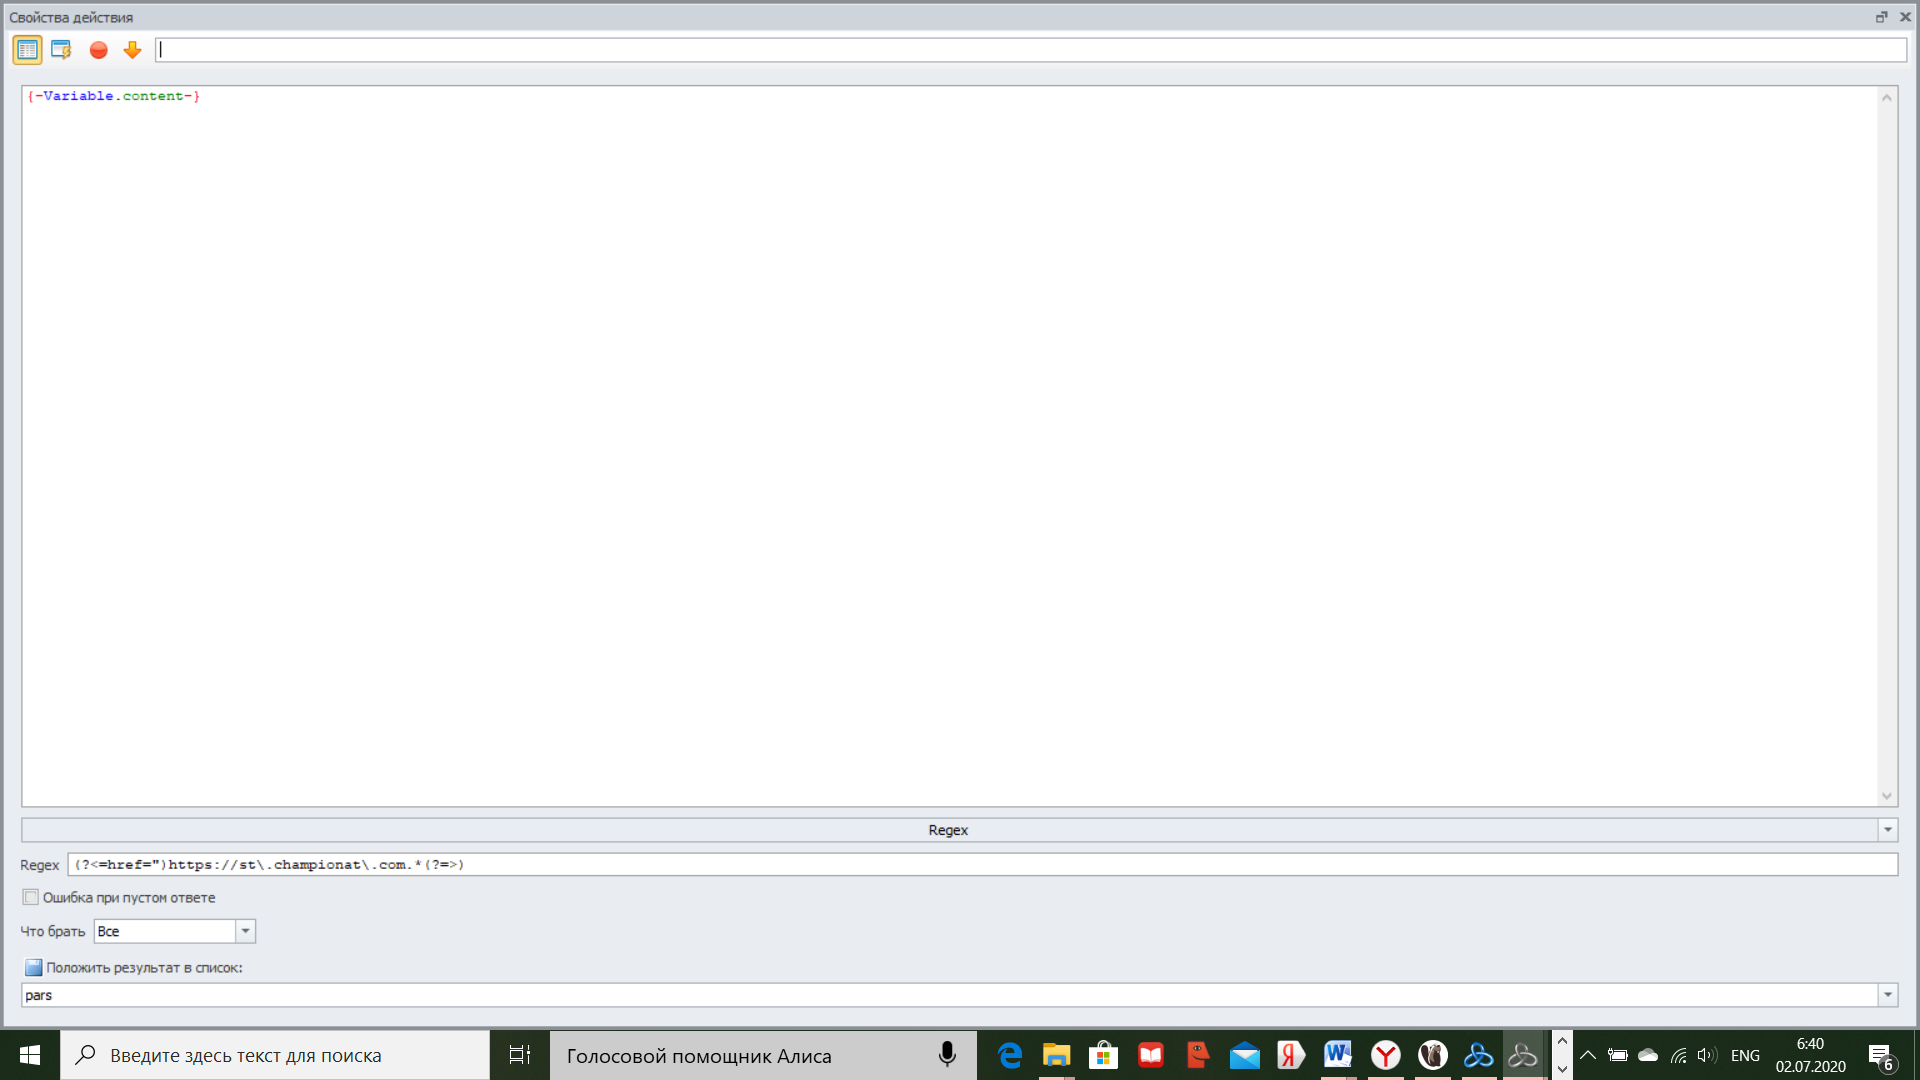 Свойства действия
{-Variable.content-}
Regex
Regex (?<=href=")https://st\.championat\.com.*(?=>)
Ошибка при пустом ответе
Что брать Все
Положить результат в список:
pars
Введите здесь текст для поиска
Голосовой помощник Алиса
ENG
6:40
02.07.2020
6